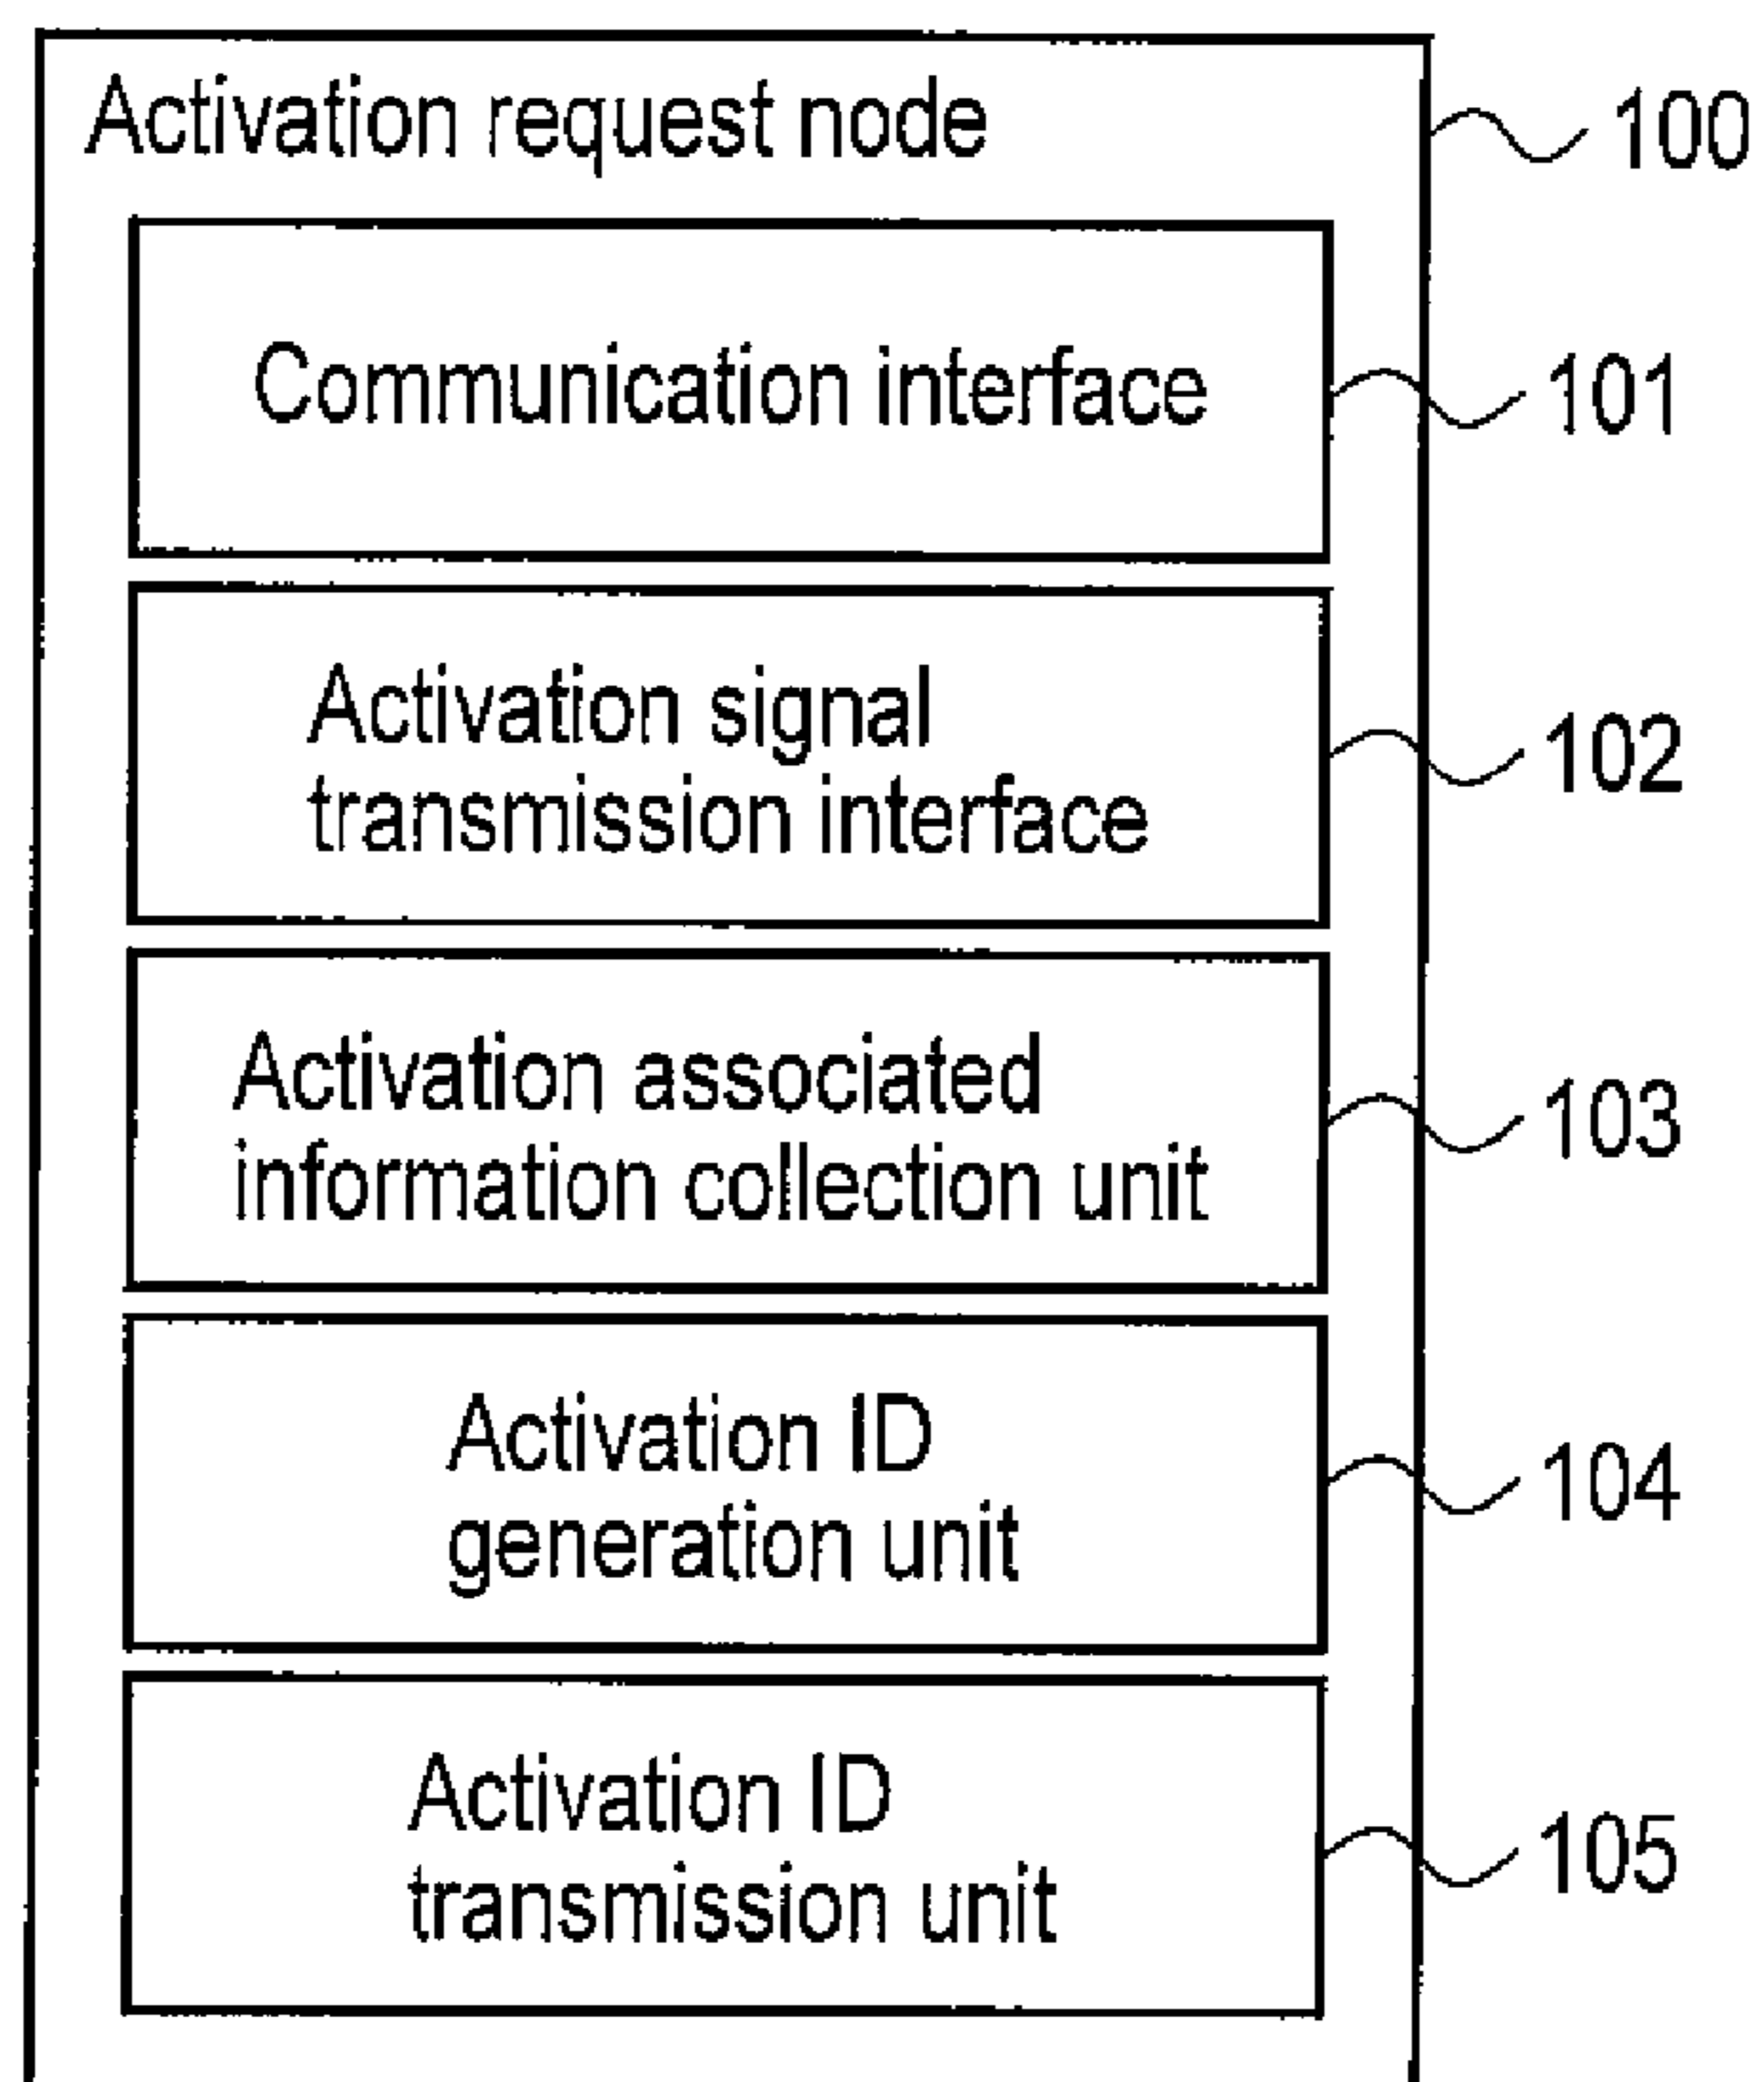 Activation request node
100
Communication interface
101
Activation signal
transmission interface
102
Activation associated
information collection unit
103
Activation ID
generation unit
104
Activation ID
transmission unit
105